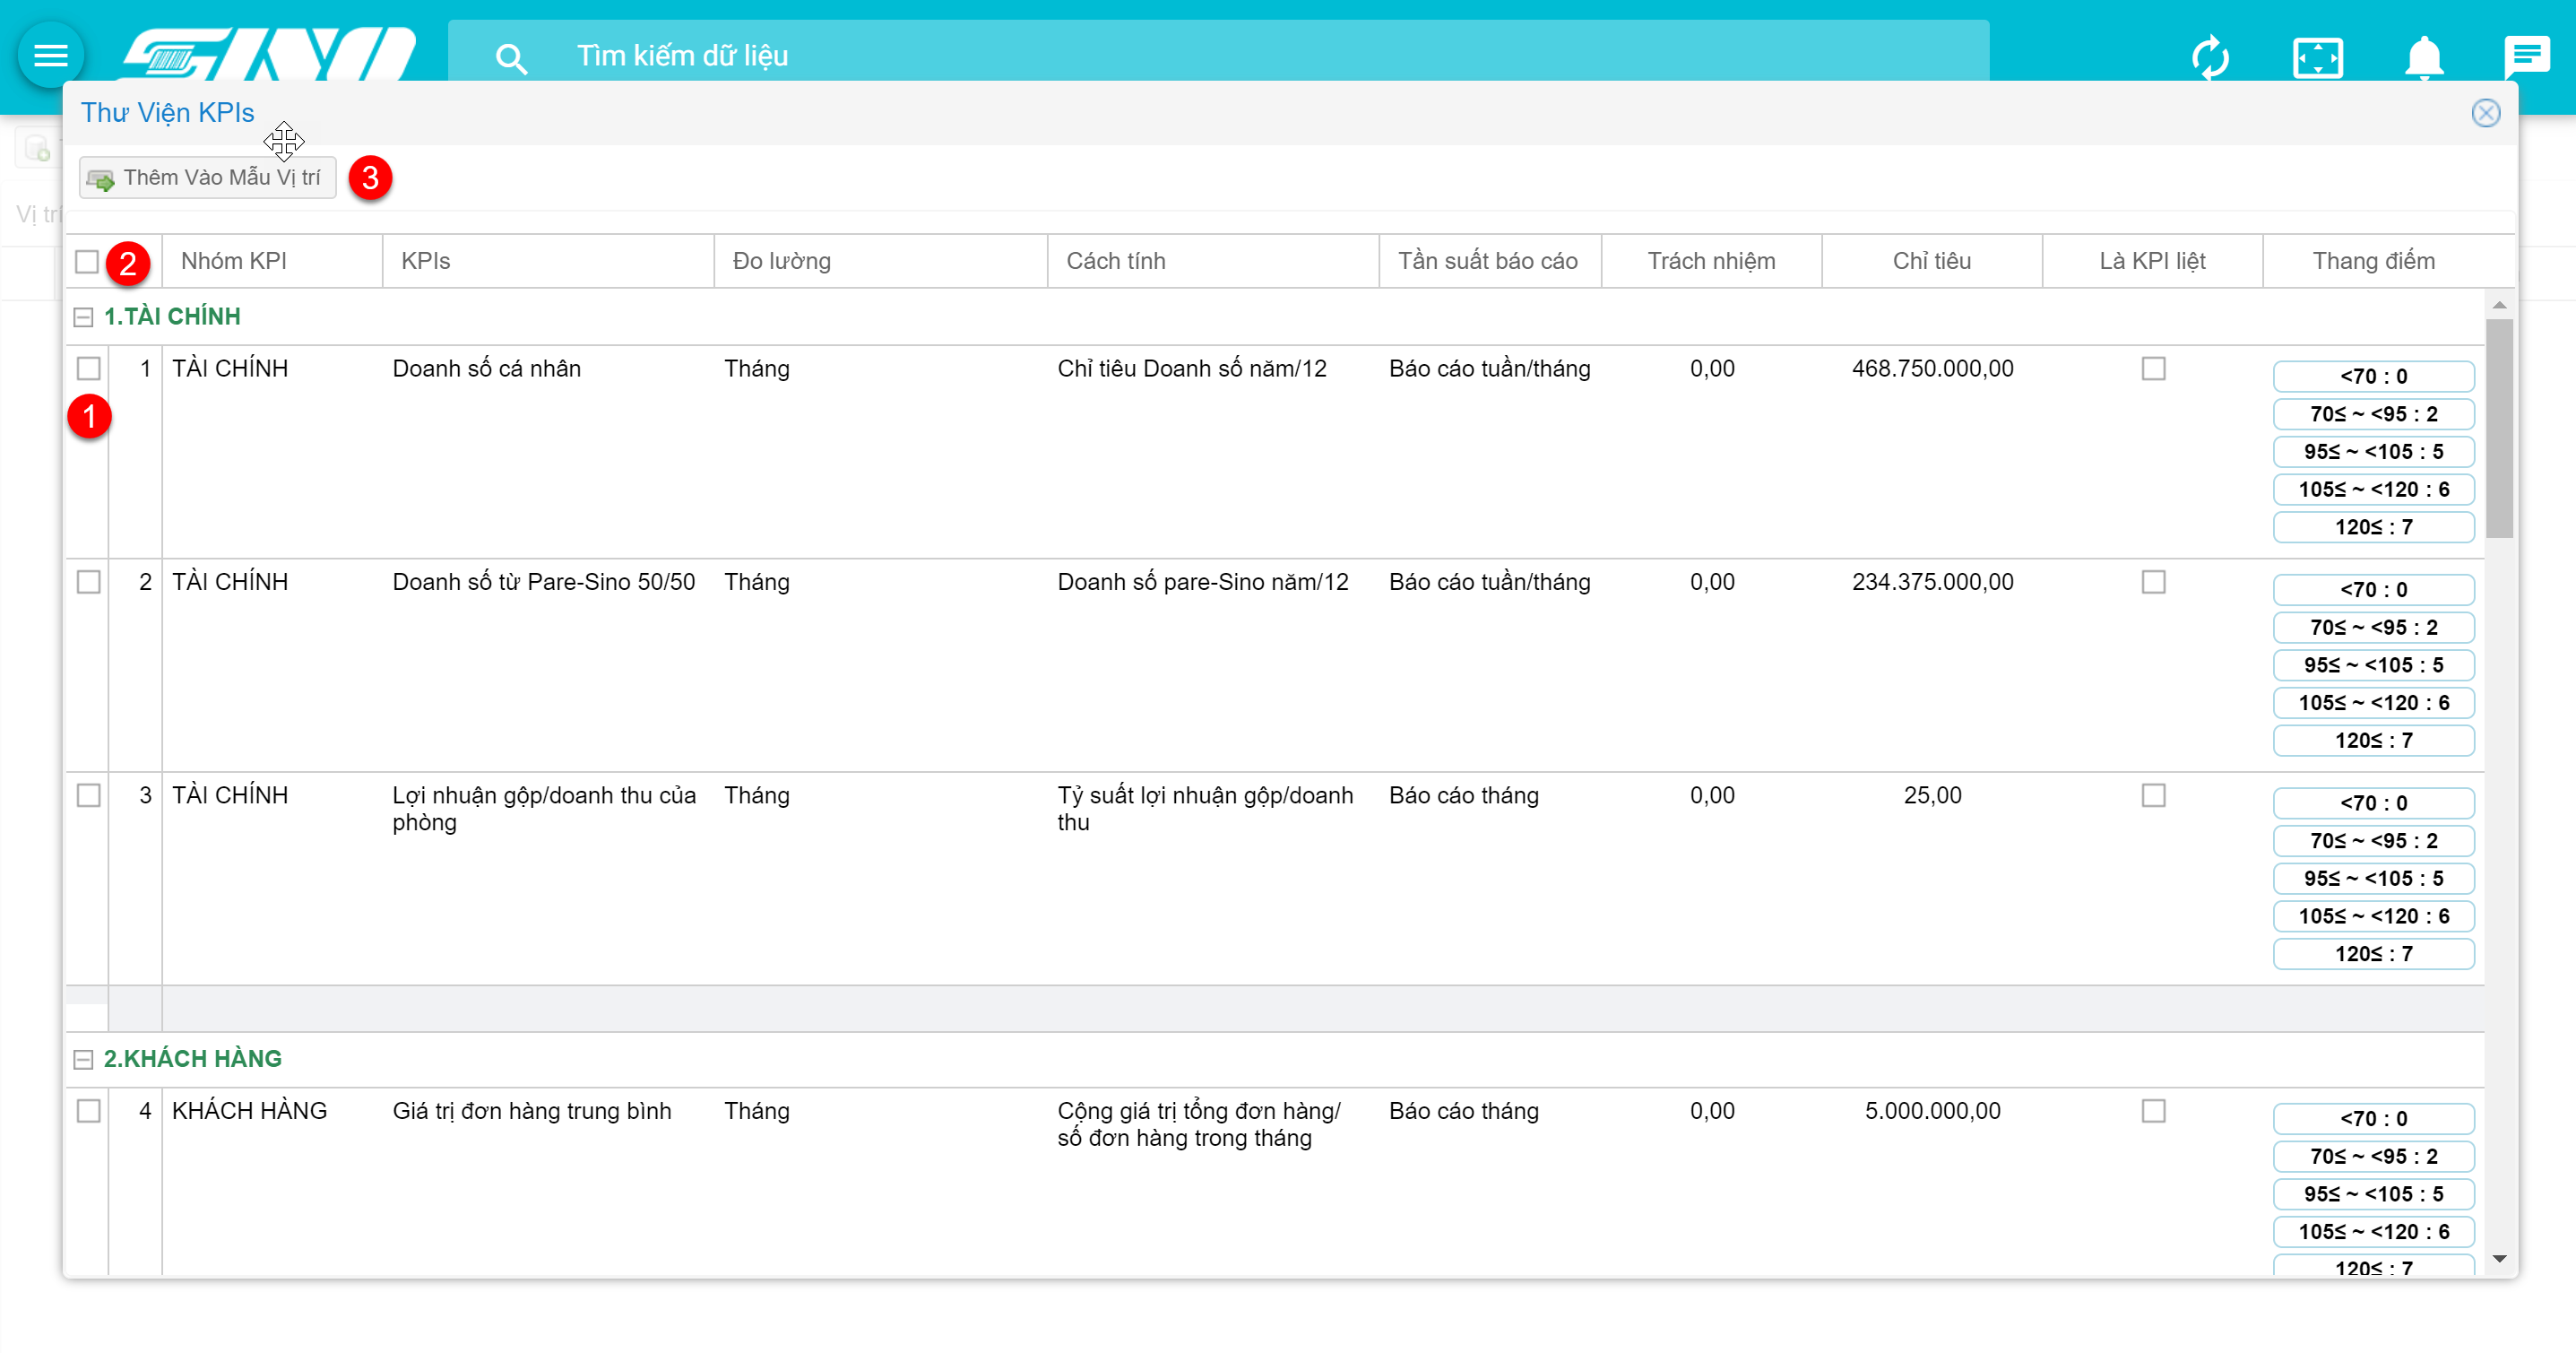 Tìm kiếm dữ liệu
Thư Viện KPIs
Thêm Vào Mẫu Vị trí
3
Vị trí
2
Nhóm KPI
KPIs
Đo lường
Cách tính
Tần suất báo cáo
Trách nhiệm
Chỉ tiêu
Là KPI liệt
Thang điểm
1.TÀI CHÍNH
1
TÀI CHÍNH
Doanh số cá nhân
Tháng
Chỉ tiêu Doanh số năm/12
Báo cáo tuần/tháng
0,00
468.750.000,00
<70 : 0
70≤ ~ <95 : 2
95≤ ~ <105 : 5
105≤ ~ <120 : 6
120≤ : 7
1
2
TÀI CHÍNH
Doanh số từ Pare-Sino 50/50
Tháng
Doanh số pare-Sino năm/12
Báo cáo tuần/tháng
0,00
234.375.000,00
<70 : 0
70≤ ~ <95 : 2
95≤ ~ <105 : 5
105≤ ~ <120 : 6
120≤ : 7
3
TÀI CHÍNH
Lợi nhuận gộp/doanh thu của
phòng
Tháng
Tỷ suất lợi nhuận gộp/doanh
thu
Báo cáo tháng
0,00
25,00
<70 : 0
70≤ ~ <95 : 2
95≤ ~ <105 : 5
105≤ ~ <120 : 6
120≤ : 7
2.KHÁCH HÀNG
4
KHÁCH HÀNG
Giá trị đơn hàng trung bình
Tháng
Cộng giá trị tổng đơn hàng/
số đơn hàng trong tháng
Báo cáo tháng
0,00
5.000.000,00
<70 : 0
70≤ ~ <95 : 2
95≤ ~ <105 : 5
105≤ ~ <120 : 6
120≤ : 7